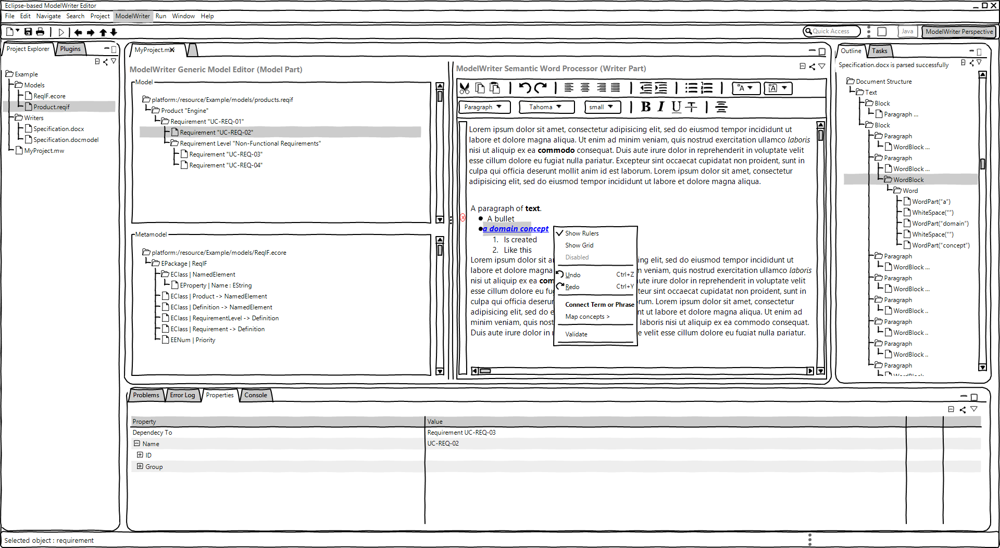 Eclipse-based ModelWriter Editor
File Edit Navigate Search Project ModelWriter Run Window Help
Quick Access
Java
ModelWriter Perspective
Project Explorer
Plugins
Example
Models
ReqIF.ecore
Product.reqif
Writers
Specification.docx
Specification.docmodel
MyProject.mw
MyProject.mw
ModelWriter Generic Model Editor (Model Part)
Model
platform:/resource/Example/models/products.reqif
Product "Engine"
Requirement "UC-REQ-01"
Requirement "UC-REQ-02"
Requirement Level "Non-Functional Requirements"
Requirement "UC-REQ-03"
Requirement "UC-REQ-04"
Metamodel
platform:/resource/Example/models/ReqIF.ecore
EPackage | ReqIF
EClass | NamedElement
EProperty | Name : EString
EClass | Product -> NamedElement
EClass | Definition -> NamedElement
EClass | RequirementLevel -> Definition
EClass | Requirement -> Definition
EENum | Priority
ModelWriter Semantic Word Processor (Writer Part)
A A
Paragraph Tahoma small B I U T
Lorem ipsum dolor sit amet, consectetur adipisicing elit, sed do eiusmod tempor incididunt ut
labore et dolore magna aliqua. Ut enim ad minim veniam, quis nostrud exercitation ullamco laboris
nisi ut aliquip ex ea commodo consequat. Duis aute irure dolor in reprehenderit in voluptate velit
esse cillum dolore eu fugiat nulla pariatur. Excepteur sint occaecat cupidatat non proident, sunt in
culpa qui officia deserunt mollit anim id est laborum. Lorem ipsum dolor sit amet, consectetur
adipisicing elit, sed do eiusmod tempor incididunt ut labore et dolore magna aliqua.
A paragraph of text.
● A bullet
● a domain concept
1. Is created
2. Like this
Lorem ipsum dolor sit am ing elit, sed do eiusmod tempor incididunt ut
labore et dolore magna veniam, quis nostrud exercitation ullamco laboris
nisi ut aliquip ex ea com aute irure dolor in reprehenderit in voluptate velit
esse cillum dolore eu fug teur sint occaecat cupidatat non proident, sunt in
culpa qui officia deserun rum. Lorem ipsum dolor sit amet, consectetur
adipisicing elit, sed do e nt ut labore et dolore magna aliqua. Ut enim ad
minim veniam, quis nost laboris nisi ut aliquip ex ea commodo consequat.
Duis aute irure dolor in e velit esse cillum dolore eu fugiat nulla pariatur.
Show Rulers
Show Grid
Disabled
Undo Ctrl+Z
Redo Ctrl+Y
Connect Term or Phrase
Map concepts >
Validate
Outline
Tasks
Specification.docx is parsed successfully
Document Structure
Text
Block
Paragraph ...
Block
Paragraph
WordBlock ...
Paragraph
WordBlock ...
WordBlock
Word
WordPart("a")
WhiteSpace("")
WordPart("domain")
WhiteSpace("")
WordPart("concept")
Paragraph
WordBlock ..
Paragraph
WordBlock ..
Paragraph
WordBlock ..
Paragraph
WordBlock ..
Paragraph
WordBlock ..
Paragraph
WordBlock
Problems
Error Log
Properties
Console
Property Value
Dependecy To Requirement UC-REQ-03
Name UC-REQ-02
ID
Group
Selected object : requirement